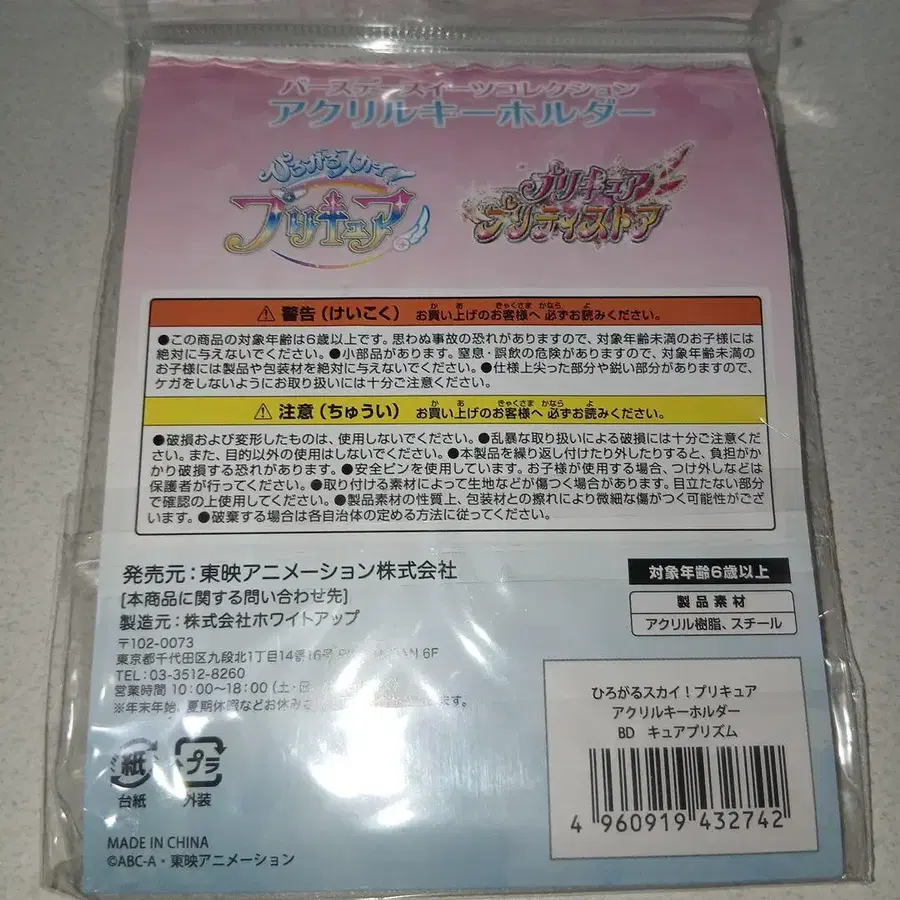 バースデースイーツコレクション
アクリルキーホルダー
ひろがるスカイ!
プリキュア
プリキュア
プリティストア
⚠ 警告(けいこく) お買い上げのお客様へ 必ずお読みください。
●この商品の対象年齢は6歳以上です。思わぬ事故の恐れがありますので、対象年齢未満のお子様には
絶対に与えないでください。●小部品があります。窒息・誤飲の危険がありますので、対象年齢未満のお
子様には製品や包装材を絶対に与えないでください。●仕様上尖った部分や鋭い部分がありますので、
ケガをしないようにお取り扱いには十分ご注意ください。
⚠ 注意(ちゅうい) お買い上げのお客様へ 必ずお読みください。
●破損および変形したものは、使用しないでください。●乱暴な取り扱いによる破損には十分ご注意くださ
い。また、目的以外の使用はしないでください。●本製品を繰り返し付けたり外したりすると、負担がか
かり破損する恐れがあります。●安全ピンを使用しています。お子様が使用する場合、つけ外しなどは
保護者が行ってください。●取り付ける素材によって生地などが傷つく場合があります。目立たない部分
で確認の上使用してください。●製品素材の性質上、包装材との擦れにより微細な傷がつく可能性がござ
います。●破棄する場合は各自治体の定める方法に従ってください。
発売元:東映アニメーション株式会社
[本商品に関する問い合わせ先]
製造元:株式会社ホワイトアップ
〒102-0073
東京都千代田区九段北1丁目14番16号 6F
TEL:03-3512-8260
営業時間 10:00〜18:00 (土・日
※年末年始、夏期休暇などお休み ます。
対象年齢6歳以上
製品素材
アクリル樹脂、スチール
ひろがるスカイ!プリキュア
アクリルキーホルダー
BD キュアプリズム
4 960919 432742
紙
台紙
プラ
外装
MADE IN CHINA
©ABC-A・東映アニメーション